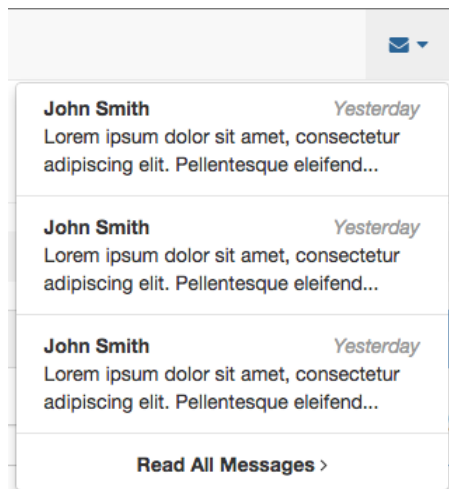 John Smith Yesterday
Lorem ipsum dolor sit amet, consectetur
adipiscing elit. Pellentesque eleifend...
John Smith Yesterday
Lorem ipsum dolor sit amet, consectetur
adipiscing elit. Pellentesque eleifend...
John Smith Yesterday
Lorem ipsum dolor sit amet, consectetur
adipiscing elit. Pellentesque eleifend...
Read All Messages >